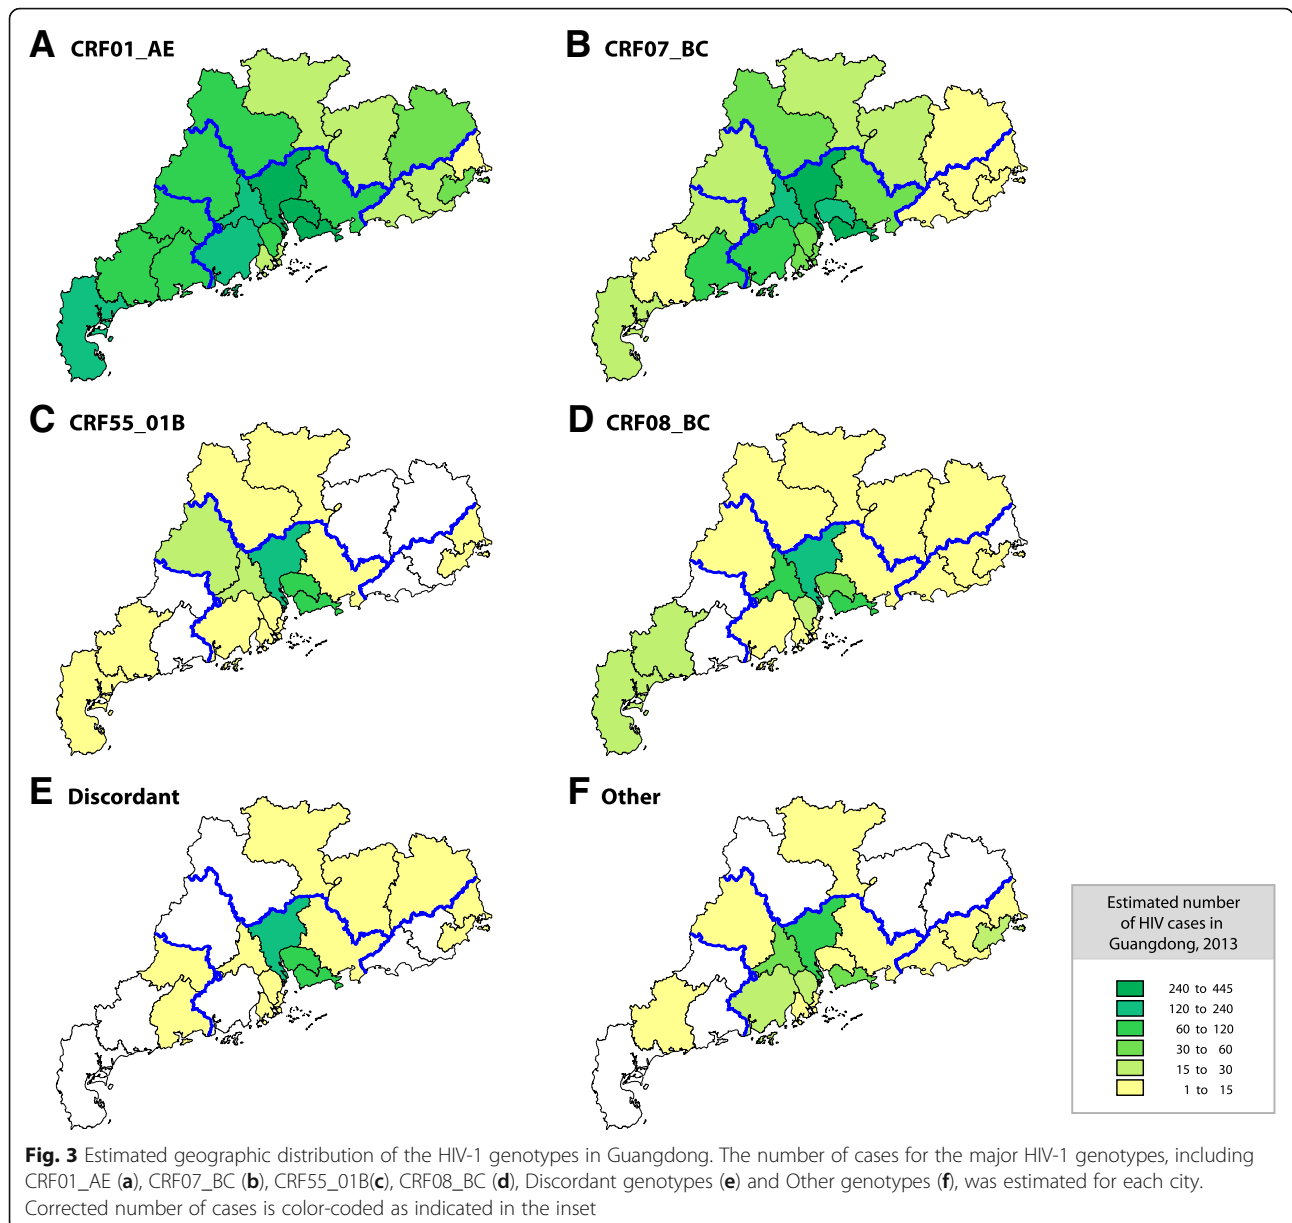 A CRF01_AE
B CRF07_BC
C CRF55_01B
D CRF08_BC
E Discordant
F Other
Estimated number
of HIV cases in
Guangdong, 2013
240 to 445
120 to 240
60 to 120
30 to 60
15 to 30
1 to 15
Fig. 3 Estimated geographic distribution of the HIV-1 genotypes in Guangdong. The number of cases for the major HIV-1 genotypes, including
CRF01_AE (a), CRF07_BC (b), CRF55_01B(c), CRF08_BC (d), Discordant genotypes (e) and Other genotypes (f), was estimated for each city.
Corrected number of cases is color-coded as indicated in the inset